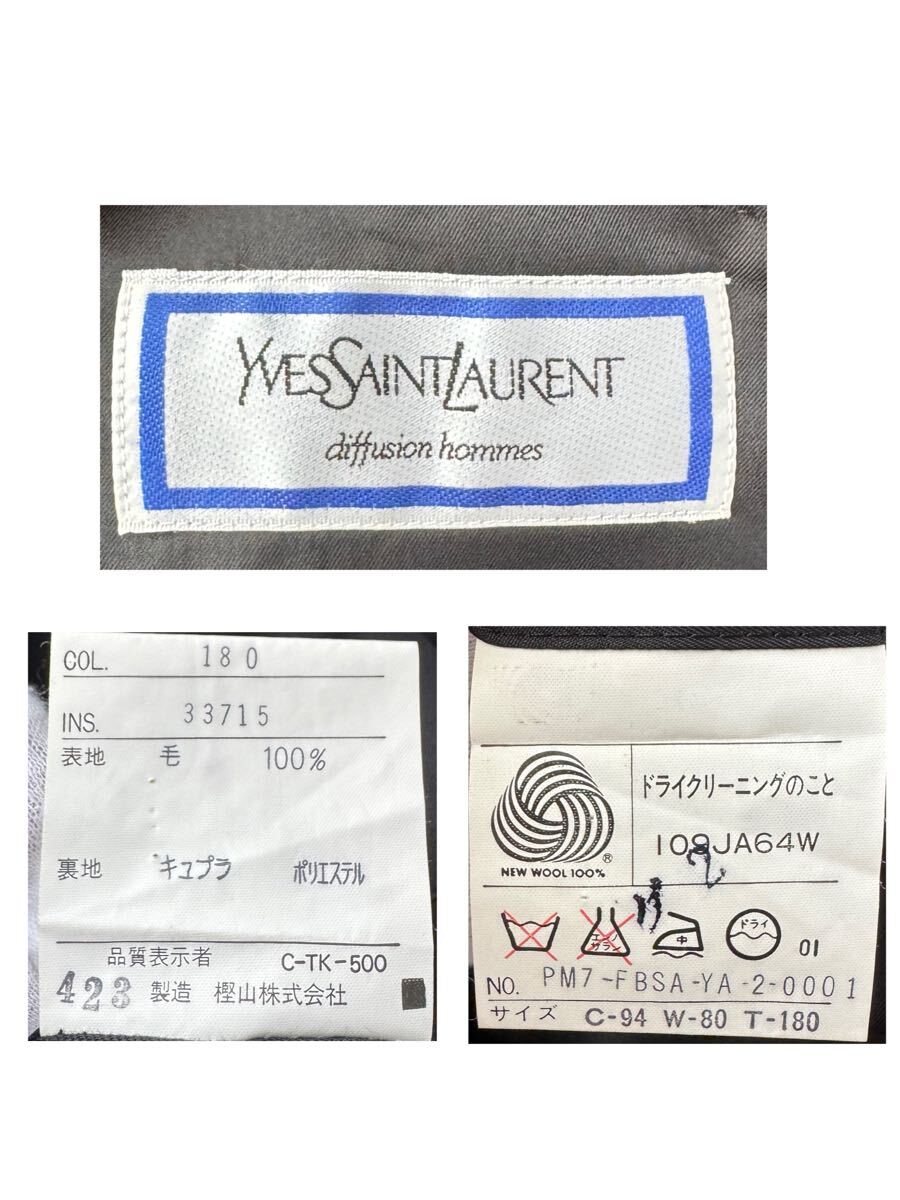 YVES SAINT LAURENT
diffusion hommes
COL. 180
INS. 33715
表地 毛 100%
裏地 キュプラ ポリエステル
品質表示者 C-TK-500
423 製造 樫山株式会社
ドライクリーニングのこと
108JA64W
NEW WOOL 100% ®
中 ドライ 01
NO. PM7-FBSA-YA-2-0001
サイズ C-94 W-80 T-180